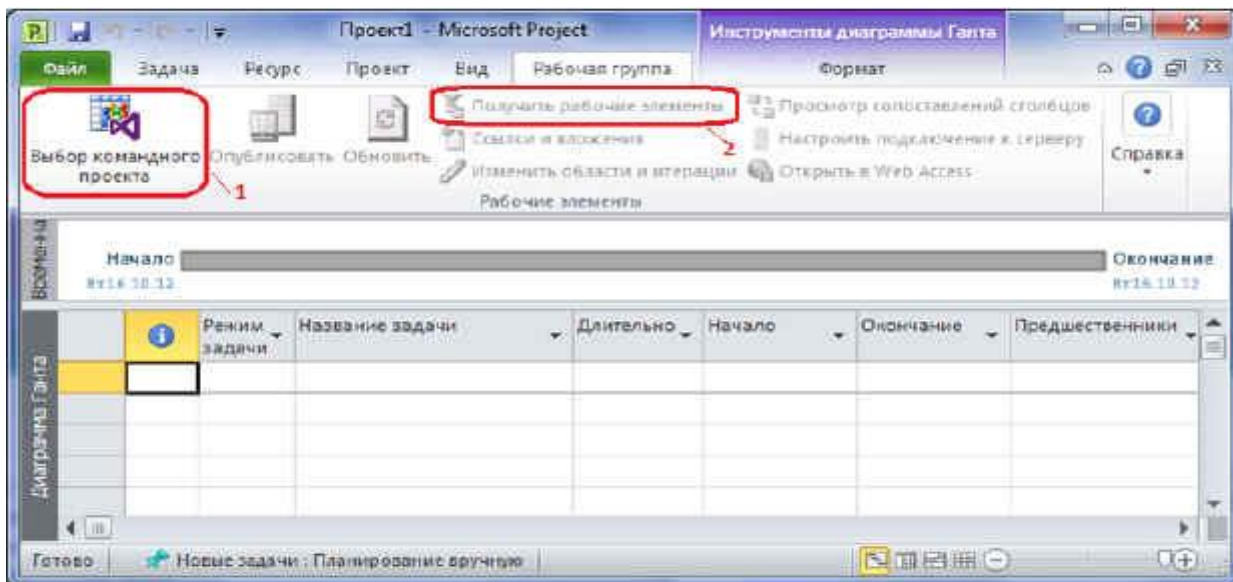 Проект1 - Microsoft Project
Инструменты диаграммы Ганта
Файл Задача Ресурс Проект Вид Рабочая группа Формат
Выбор командного проекта
1
Опубликовать
Обновить
Получить рабочие элементы
2
Ссылки и вложения
Изменить области и итерации
Просмотр сопоставлений столбцов
Настроить подключение к серверу
Открыть в Web Access
Рабочие элементы
Справка
Начало
Окончание
Режим задачи
Название задачи
Длительно
Начало
Окончание
Предшественники
Диаграмма Ганта
Готово
Новые задачи : Планирование вручную